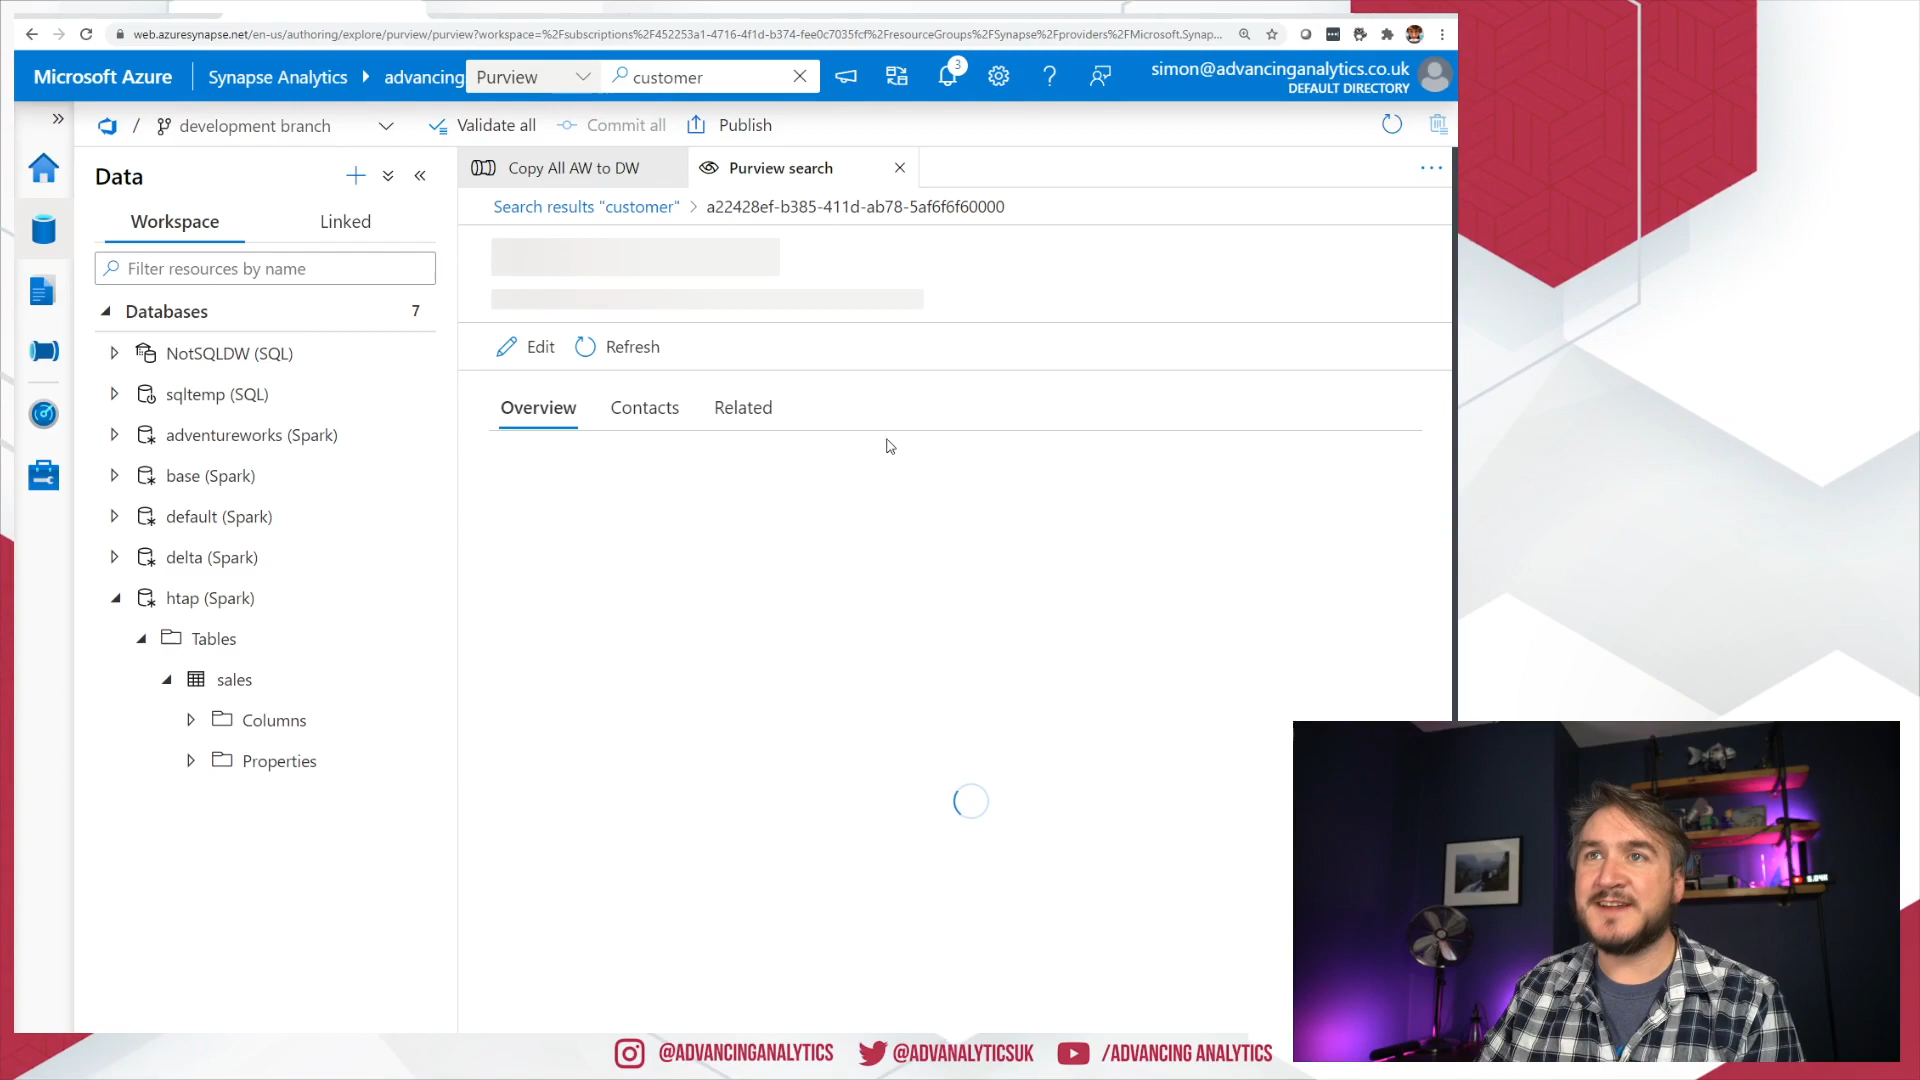 web.azuresynapse.net/en-us/authoring/explore/purview/purview?workspace=%2Fsubscriptions%2F452253a1-4716-4f1d-b374-fee0c7035fcf%2FresourceGroups%2FSynapse%2Fproviders%2FMicrosoft.Synap...
Microsoft Azure
Synapse Analytics
advancing
Purview
customer
3
simon@advancinganalytics.co.uk
DEFAULT DIRECTORY
/
development branch
Validate all
Commit all
Publish
Data
Workspace
Linked
Filter resources by name
Databases 7
NotSQLDW (SQL)
sqltemp (SQL)
adventureworks (Spark)
base (Spark)
default (Spark)
delta (Spark)
htap (Spark)
Tables
sales
Columns
Properties
Copy All AW to DW
Purview search
Search results "customer" > a22428ef-b385-411d-ab78-5af6f6f60000
Edit
Refresh
Overview
Contacts
Related
@ADVANCINGANALYTICS
@ADVANALYTICSUK
/ADVANCING ANALYTICS